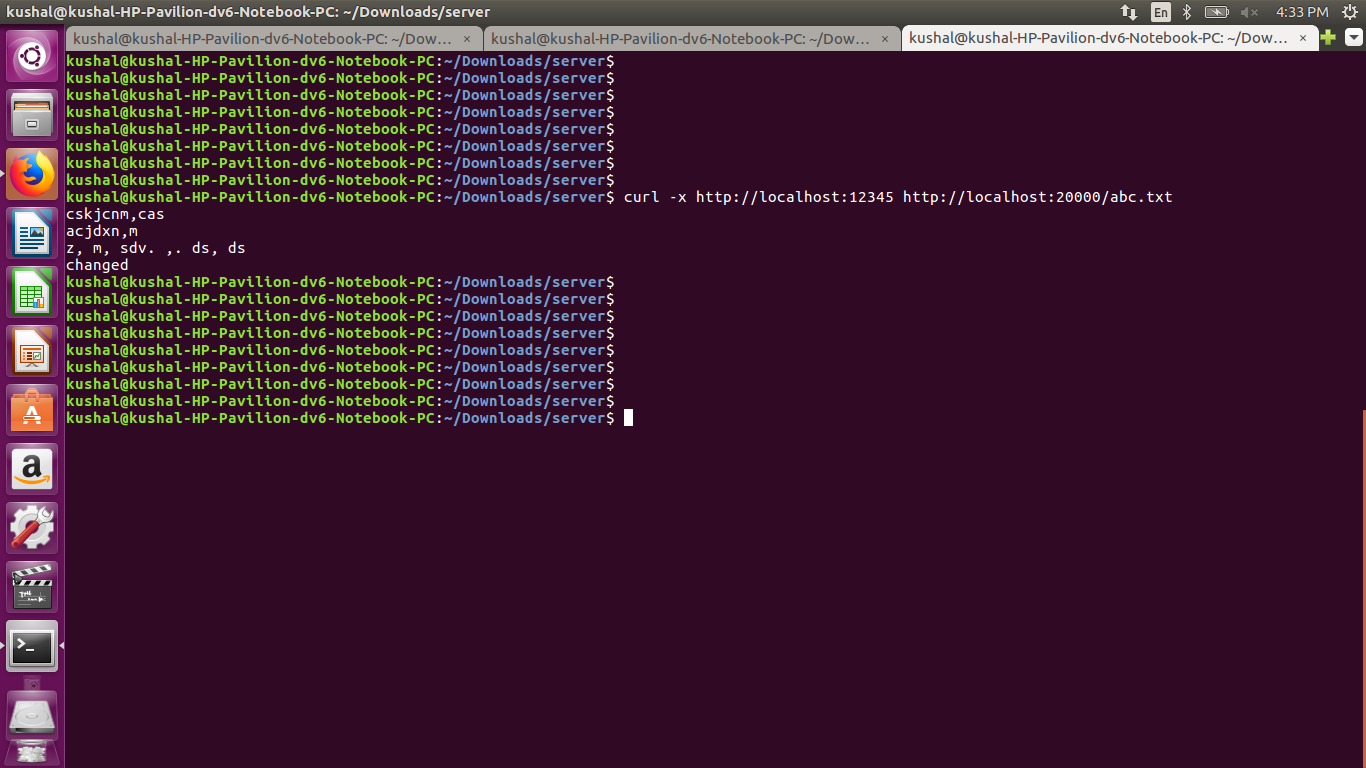 kushal@kushal-HP-Pavilion-dv6-Notebook-PC: ~/Downloads/server
En
4:33 PM
kushal@kushal-HP-Pavilion-dv6-Notebook-PC: ~/Dow... ×
kushal@kushal-HP-Pavilion-dv6-Notebook-PC: ~/Dow... ×
kushal@kushal-HP-Pavilion-dv6-Notebook-PC: ~/Dow... ×
kushal@kushal-HP-Pavilion-dv6-Notebook-PC:~/Downloads/server$
kushal@kushal-HP-Pavilion-dv6-Notebook-PC:~/Downloads/server$
kushal@kushal-HP-Pavilion-dv6-Notebook-PC:~/Downloads/server$
kushal@kushal-HP-Pavilion-dv6-Notebook-PC:~/Downloads/server$
kushal@kushal-HP-Pavilion-dv6-Notebook-PC:~/Downloads/server$
kushal@kushal-HP-Pavilion-dv6-Notebook-PC:~/Downloads/server$
kushal@kushal-HP-Pavilion-dv6-Notebook-PC:~/Downloads/server$
kushal@kushal-HP-Pavilion-dv6-Notebook-PC:~/Downloads/server$
kushal@kushal-HP-Pavilion-dv6-Notebook-PC:~/Downloads/server$ curl -x http://localhost:12345 http://localhost:20000/abc.txt
cskjcnm,cas
acjdxn,m
z, m, sdv. ,. ds, ds
changed
kushal@kushal-HP-Pavilion-dv6-Notebook-PC:~/Downloads/server$
kushal@kushal-HP-Pavilion-dv6-Notebook-PC:~/Downloads/server$
kushal@kushal-HP-Pavilion-dv6-Notebook-PC:~/Downloads/server$
kushal@kushal-HP-Pavilion-dv6-Notebook-PC:~/Downloads/server$
kushal@kushal-HP-Pavilion-dv6-Notebook-PC:~/Downloads/server$
kushal@kushal-HP-Pavilion-dv6-Notebook-PC:~/Downloads/server$
kushal@kushal-HP-Pavilion-dv6-Notebook-PC:~/Downloads/server$
kushal@kushal-HP-Pavilion-dv6-Notebook-PC:~/Downloads/server$
kushal@kushal-HP-Pavilion-dv6-Notebook-PC:~/Downloads/server$